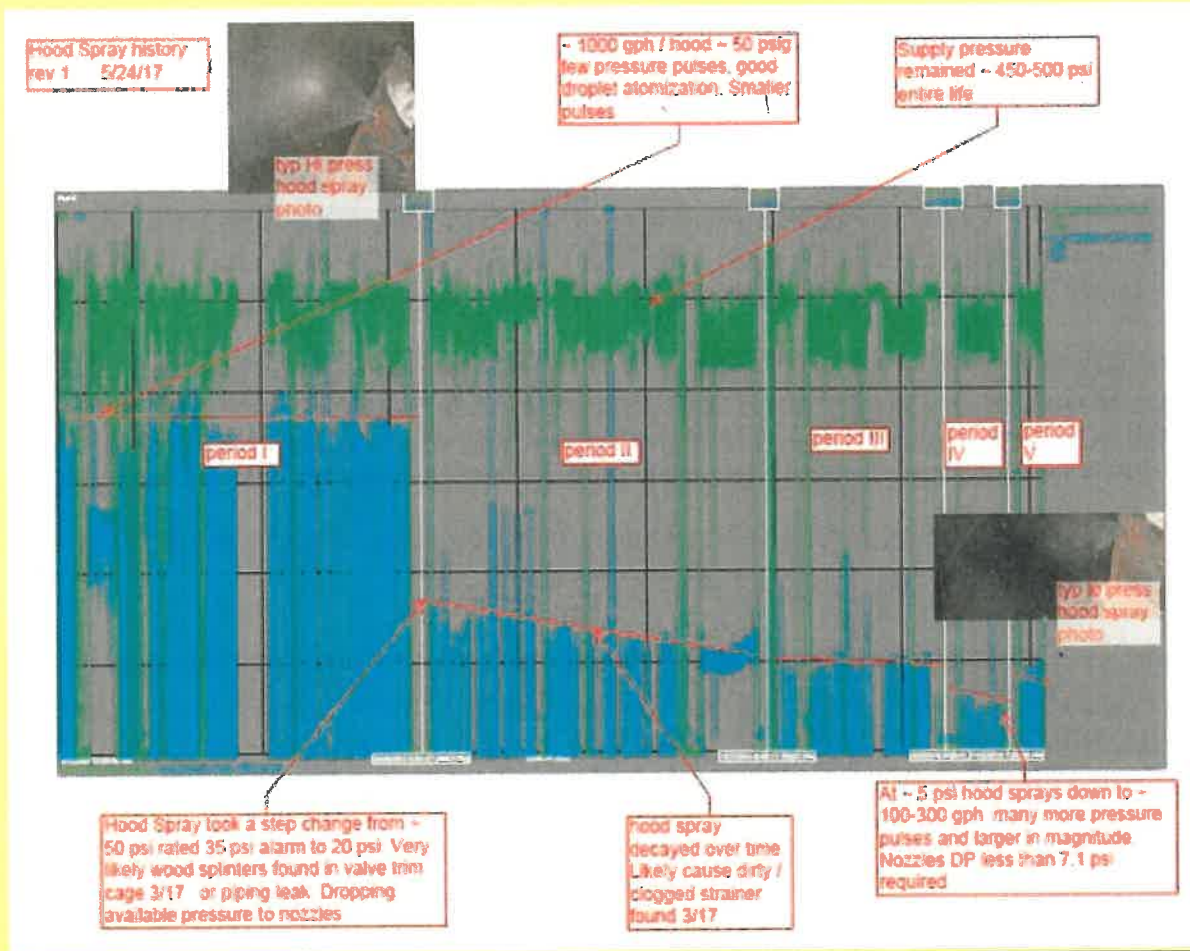 Hood Spray history
rev 1 5/24/17
~ 1000 gph / hood ~ 50 psig
few pressure pulses, good
droplet atomization. Smaller
pulses
Supply pressure
remained ~ 450-500 psi
entire life
typ Hi press
hood spray
photo
period I
period II
period III
period
IV
period
V
typ lo press
hood spray
photo
Hood Spray took a step change from ~
50 psi rated 35 psi alarm to 20 psi. Very
likely wood splinters found in valve trim
cage 3/17 or piping leak. Dropping
available pressure to nozzles
hood spray
decayed over time
Likely cause dirty /
clogged strainer
found 3/17
At ~ 5 psi hood sprays down to ~
100-300 gph many more pressure
pulses and larger in magnitude
Nozzles DP less than 7.1 psi
required